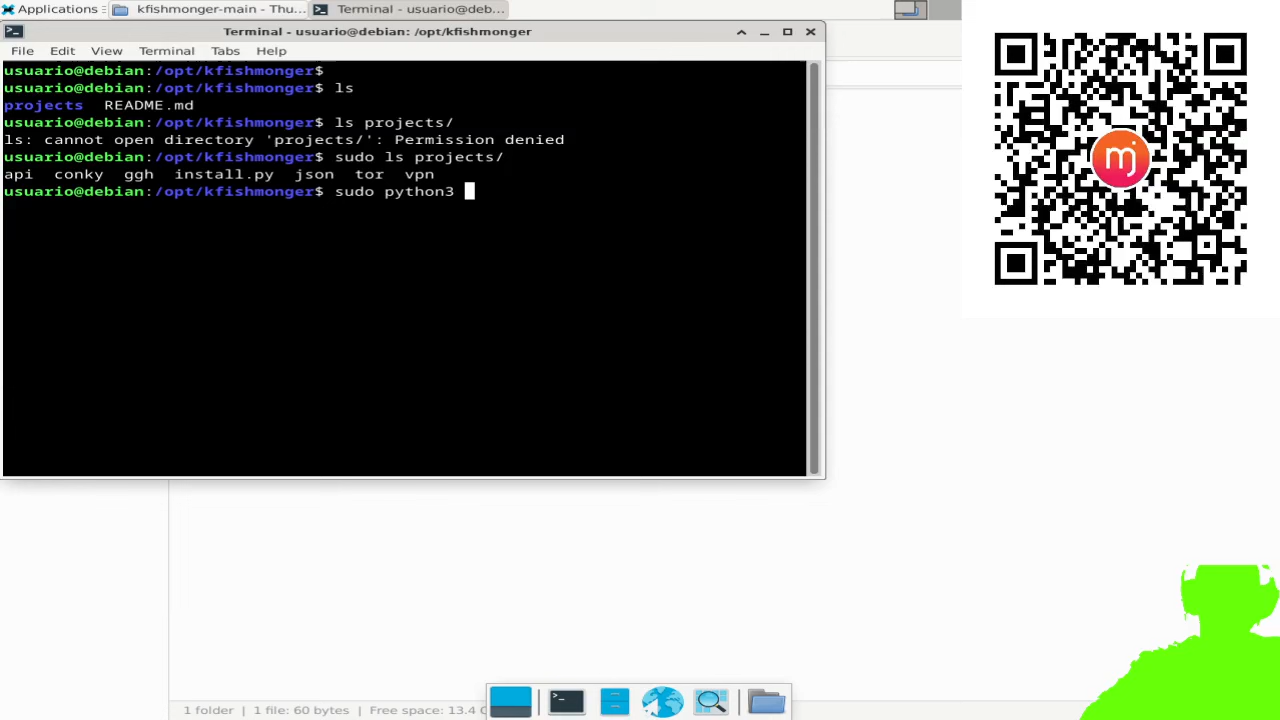 Applications
kfishmonger-main - Thu...
Terminal - usuario@deb...
Terminal - usuario@debian: /opt/kfishmonger
File Edit View Terminal Tabs Help
usuario@debian:/opt/kfishmonger$
usuario@debian:/opt/kfishmonger$ ls
projects README.md
usuario@debian:/opt/kfishmonger$ ls projects/
ls: cannot open directory 'projects/': Permission denied
usuario@debian:/opt/kfishmonger$ sudo ls projects/
api conky ggh install.py json tor vpn
usuario@debian:/opt/kfishmonger$ sudo python3
mj
1 folder | 1 file: 60 bytes | Free space: 13.4